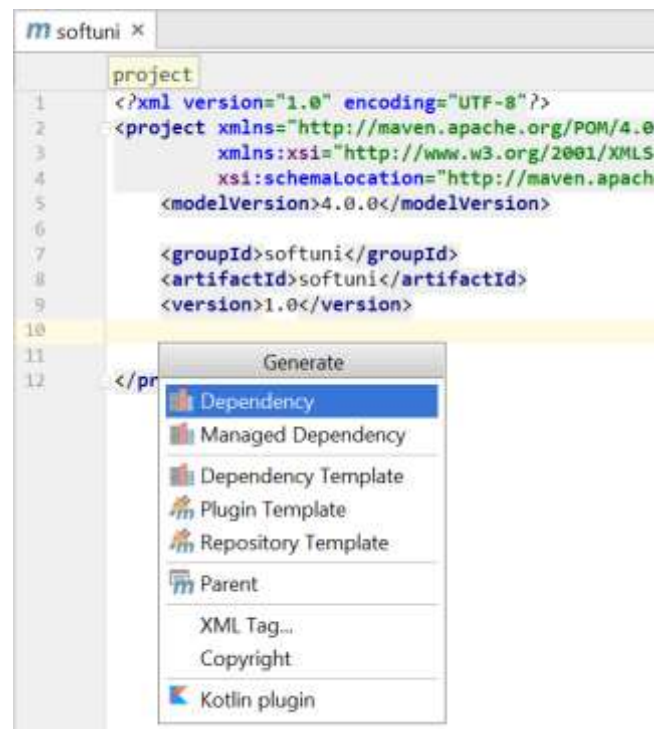 m softuni ×
project
1 <?xml version="1.0" encoding="UTF-8"?>
2 <project xmlns="http://maven.apache.org/POM/4.0
3 xmlns:xsi="http://www.w3.org/2001/XMLS
4 xsi:schemaLocation="http://maven.apach
5 <modelVersion>4.0.0</modelVersion>
6
7 <groupId>softuni</groupId>
8 <artifactId>softuni</artifactId>
9 <version>1.0</version>
10
11
12 </pr
Generate
Dependency
Managed Dependency
Dependency Template
Plugin Template
Repository Template
Parent
XML Tag...
Copyright
Kotlin plugin